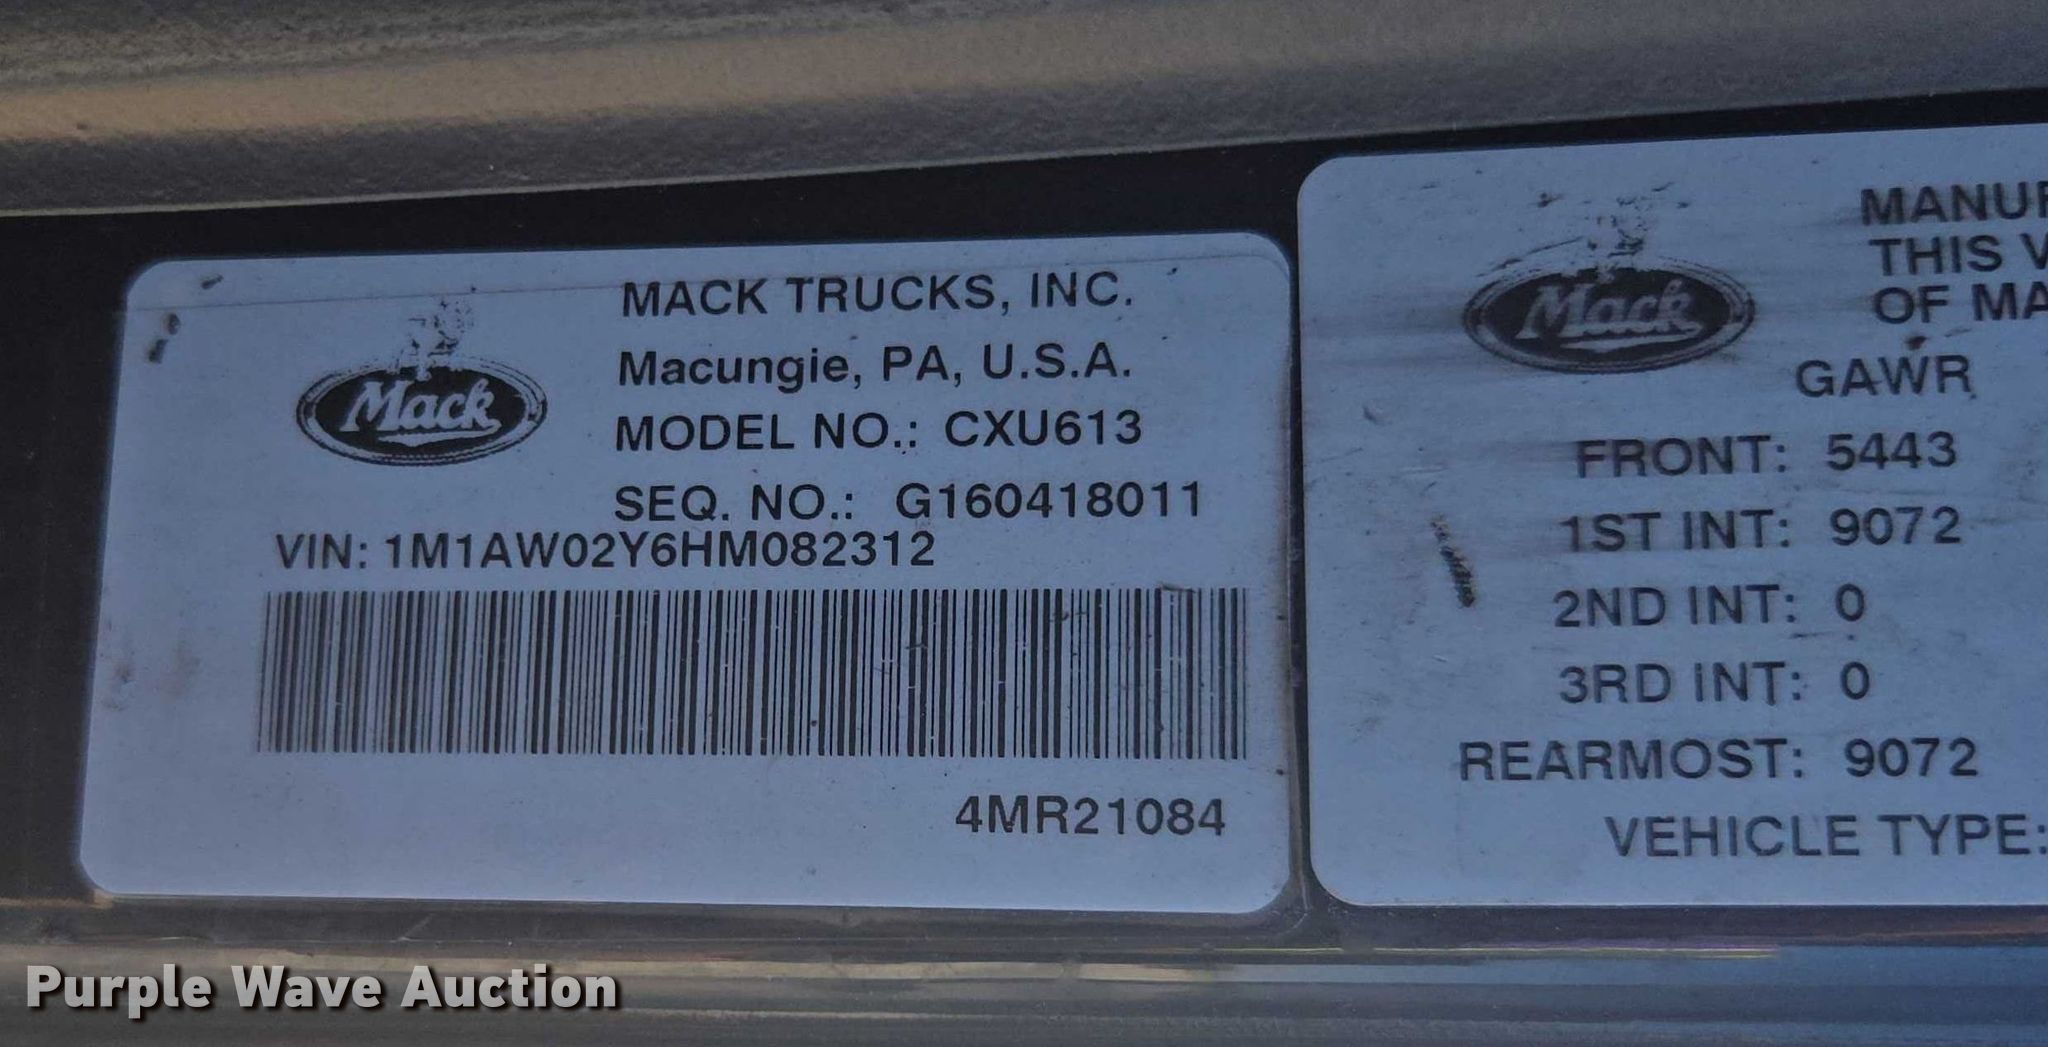 MACK TRUCKS, INC.
Macungie, PA, U.S.A.
Mack
MODEL NO.: CXU613
SEQ. NO.: G160418011
VIN: 1M1AW02Y6HM082312
4MR21084
MANUF
THIS V
OF MA
Mack
GAWR
FRONT: 5443
1ST INT: 9072
2ND INT: 0
3RD INT: 0
REARMOST: 9072
VEHICLE TYPE:
Purple Wave Auction